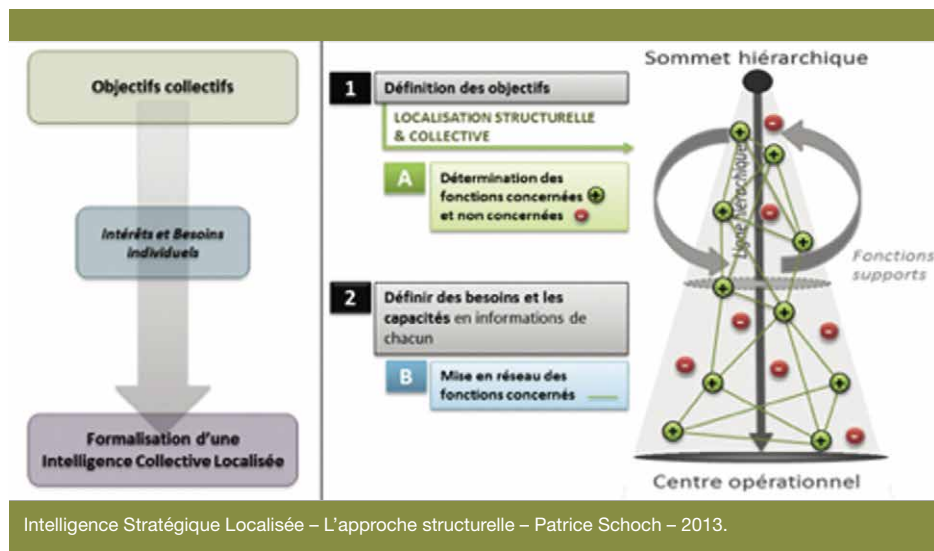 Objectifs collectifs
Intérêts et Besoins
individuels
Formalisation d'une
Intelligence Collective Localisée
1
Définition des objectifs
LOCALISATION STRUCTURELLE
& COLLECTIVE
A
Détermination des
fonctions concernées
et non concernées
2
Définir des besoins et les
capacités en informations de
chacun
B
Mise en réseau des
fonctions concernés
Sommet hiérarchique
Ligne hiérachique
Fonctions
supports
Centre opérationnel
Intelligence Stratégique Localisée – L'approche structurelle – Patrice Schoch – 2013.